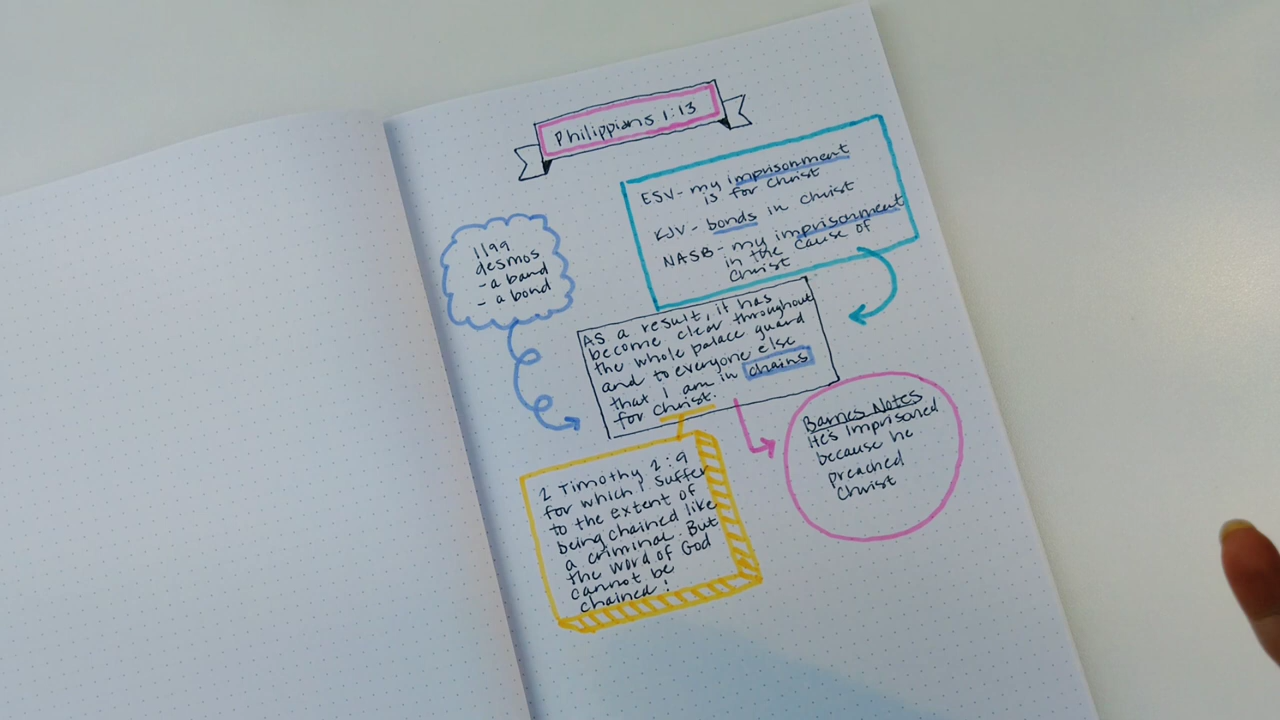 Philippians 1:13
ESV - my imprisonment
is for Christ
KJV - bonds in Christ
NASB - my imprisonment
in the cause of
Christ
1199
desmos
- a band
- a bond
As a result, it has
become clear throughout
the whole palace guard
and to everyone else
that I am in chains
for Christ.
Barnes Notes
He's imprisoned
because he
preached
Christ
2 Timothy 2:9
for which I suffer
to the extent of
being chained like
a criminal. But
the word of God
cannot be
chained!